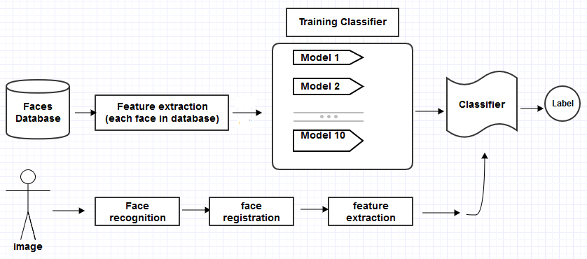 Training Classifier
Model 1
Model 2
Model 10
Faces
Database
Feature extraction
(each face in database)
Classifier
Label
Face
recognition
face
registration
feature
extraction
image